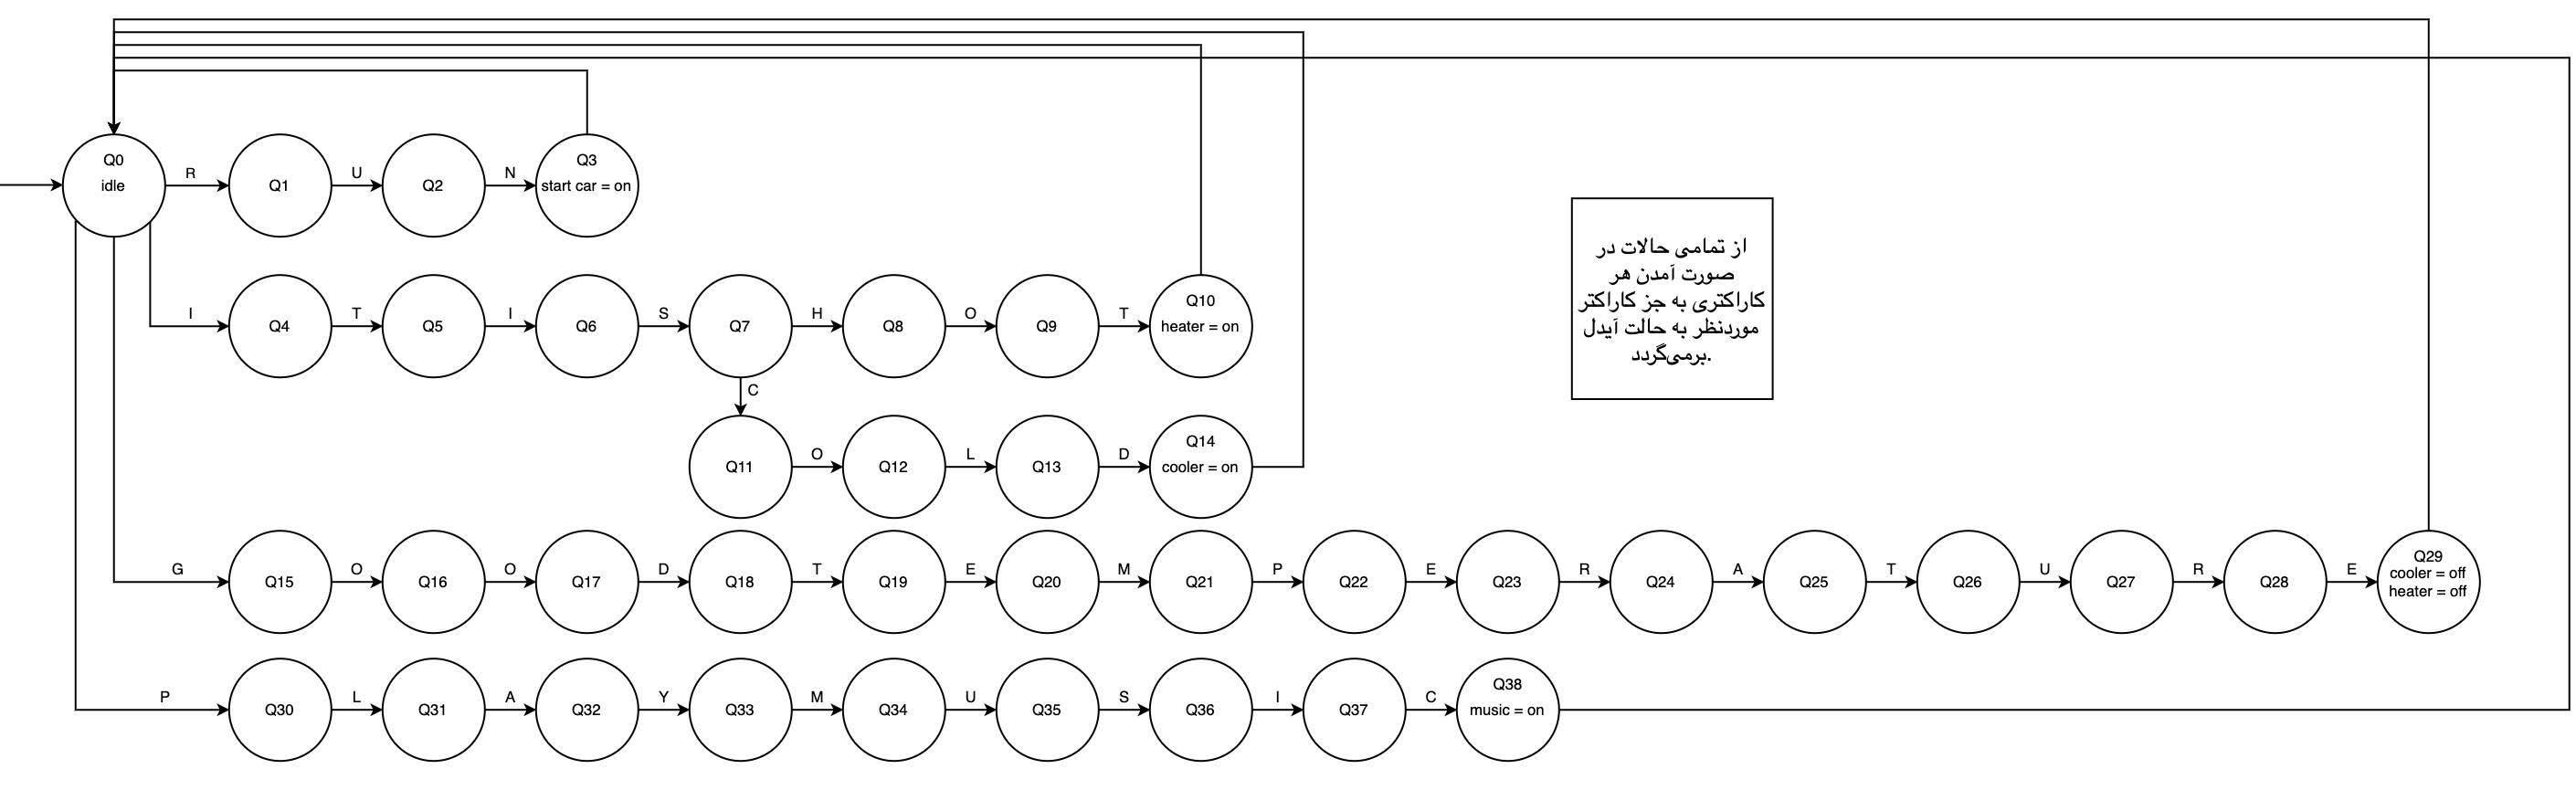 Q0
idle
R
Q1
U
Q2
N
Q3
start car = on
I
Q4
T
Q5
I
Q6
S
Q7
H
Q8
O
Q9
T
Q10
heater = on
از تمامی حالات در
صورت آمدن هر
کاراکتری به جز کاراکتر
موردنظر به حالت آیدل
برمی‌گردد.
C
Q11
O
Q12
L
Q13
D
Q14
cooler = on
G
Q15
O
Q16
O
Q17
D
Q18
T
Q19
E
Q20
M
Q21
P
Q22
E
Q23
R
Q24
A
Q25
T
Q26
U
Q27
R
Q28
E
Q29
cooler = off
heater = off
P
Q30
L
Q31
A
Q32
Y
Q33
M
Q34
U
Q35
S
Q36
I
Q37
C
Q38
music = on